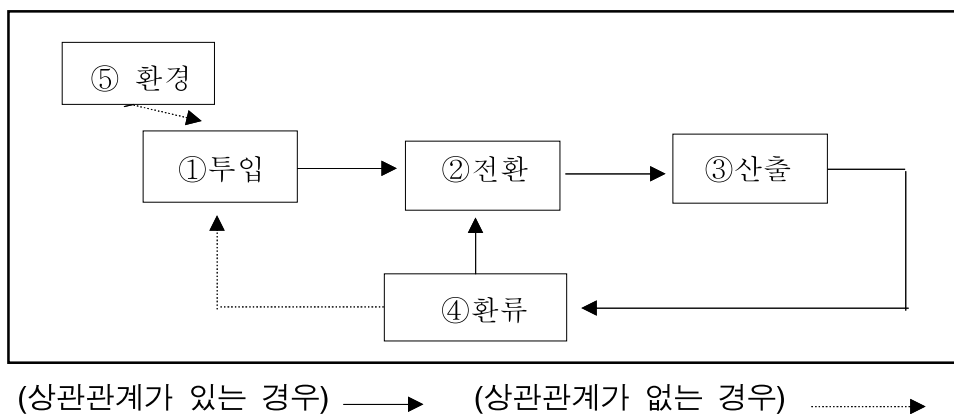 ⑤ 환경
①투입
②전환
③산출
④환류
(상관관계가 있는 경우)
(상관관계가 없는 경우)